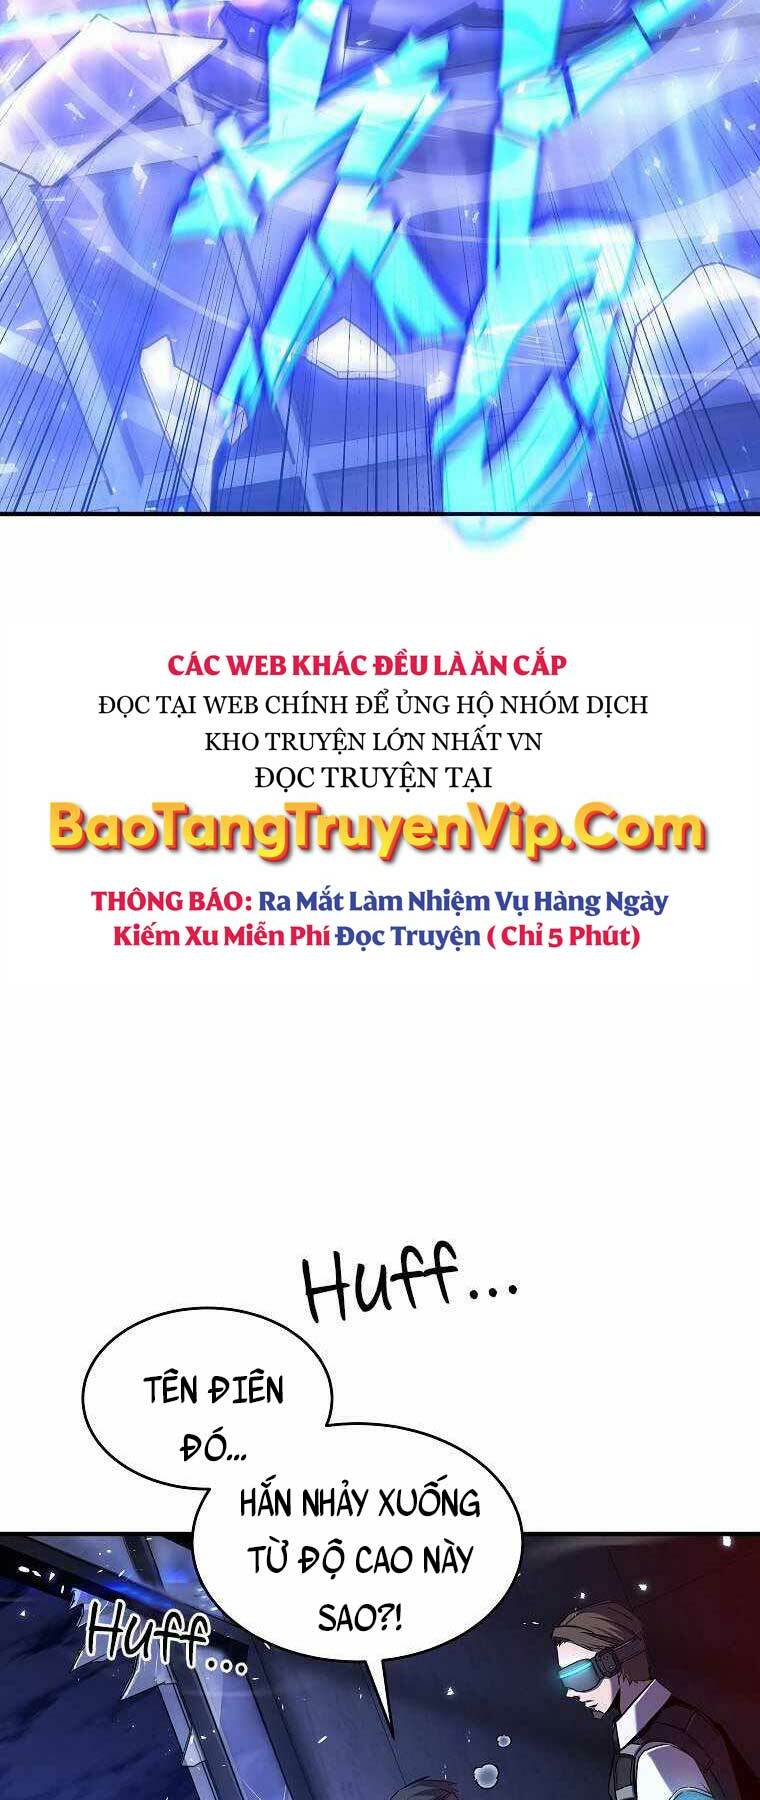 CÁC WEB KHÁC ĐỀU LÀ ĂN CẮP
ĐỌC TẠI WEB CHÍNH ĐỂ ỦNG HỘ NHÓM DỊCH
KHO TRUYỆN LỚN NHẤT VN
ĐỌC TRUYỆN TẠI
BaoTangTruyenVip.Com
THÔNG BÁO: Ra Mắt Làm Nhiệm Vụ Hàng Ngày
Kiếm Xu Miễn Phí Đọc Truyện ( Chỉ 5 Phút)
Huff...
TÊN ĐIÊN
ĐÓ...
HẮN NHẢY XUỐNG
TỪ ĐỘ CAO NÀY
SAO?!
Huff...